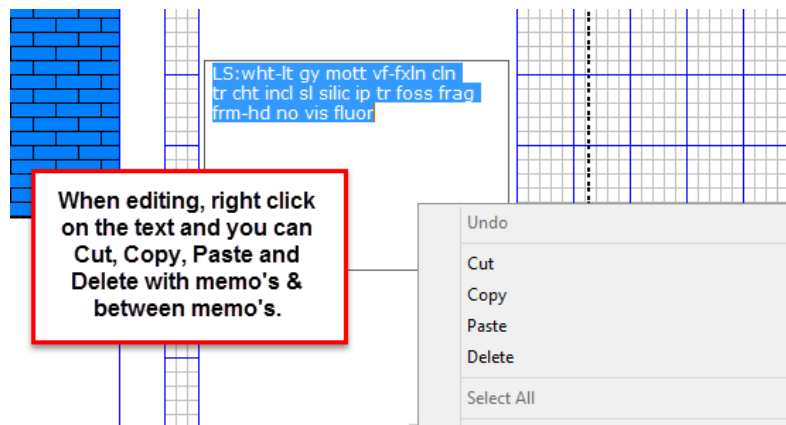 LS:wht-lt gy mott vf-fxln cln
tr cht incl sl silic ip tr foss frag
frm-hd no vis fluor
When editing, right click
on the text and you can
Cut, Copy, Paste and
Delete with memo's &
between memo's.
Undo
Cut
Copy
Paste
Delete
Select All